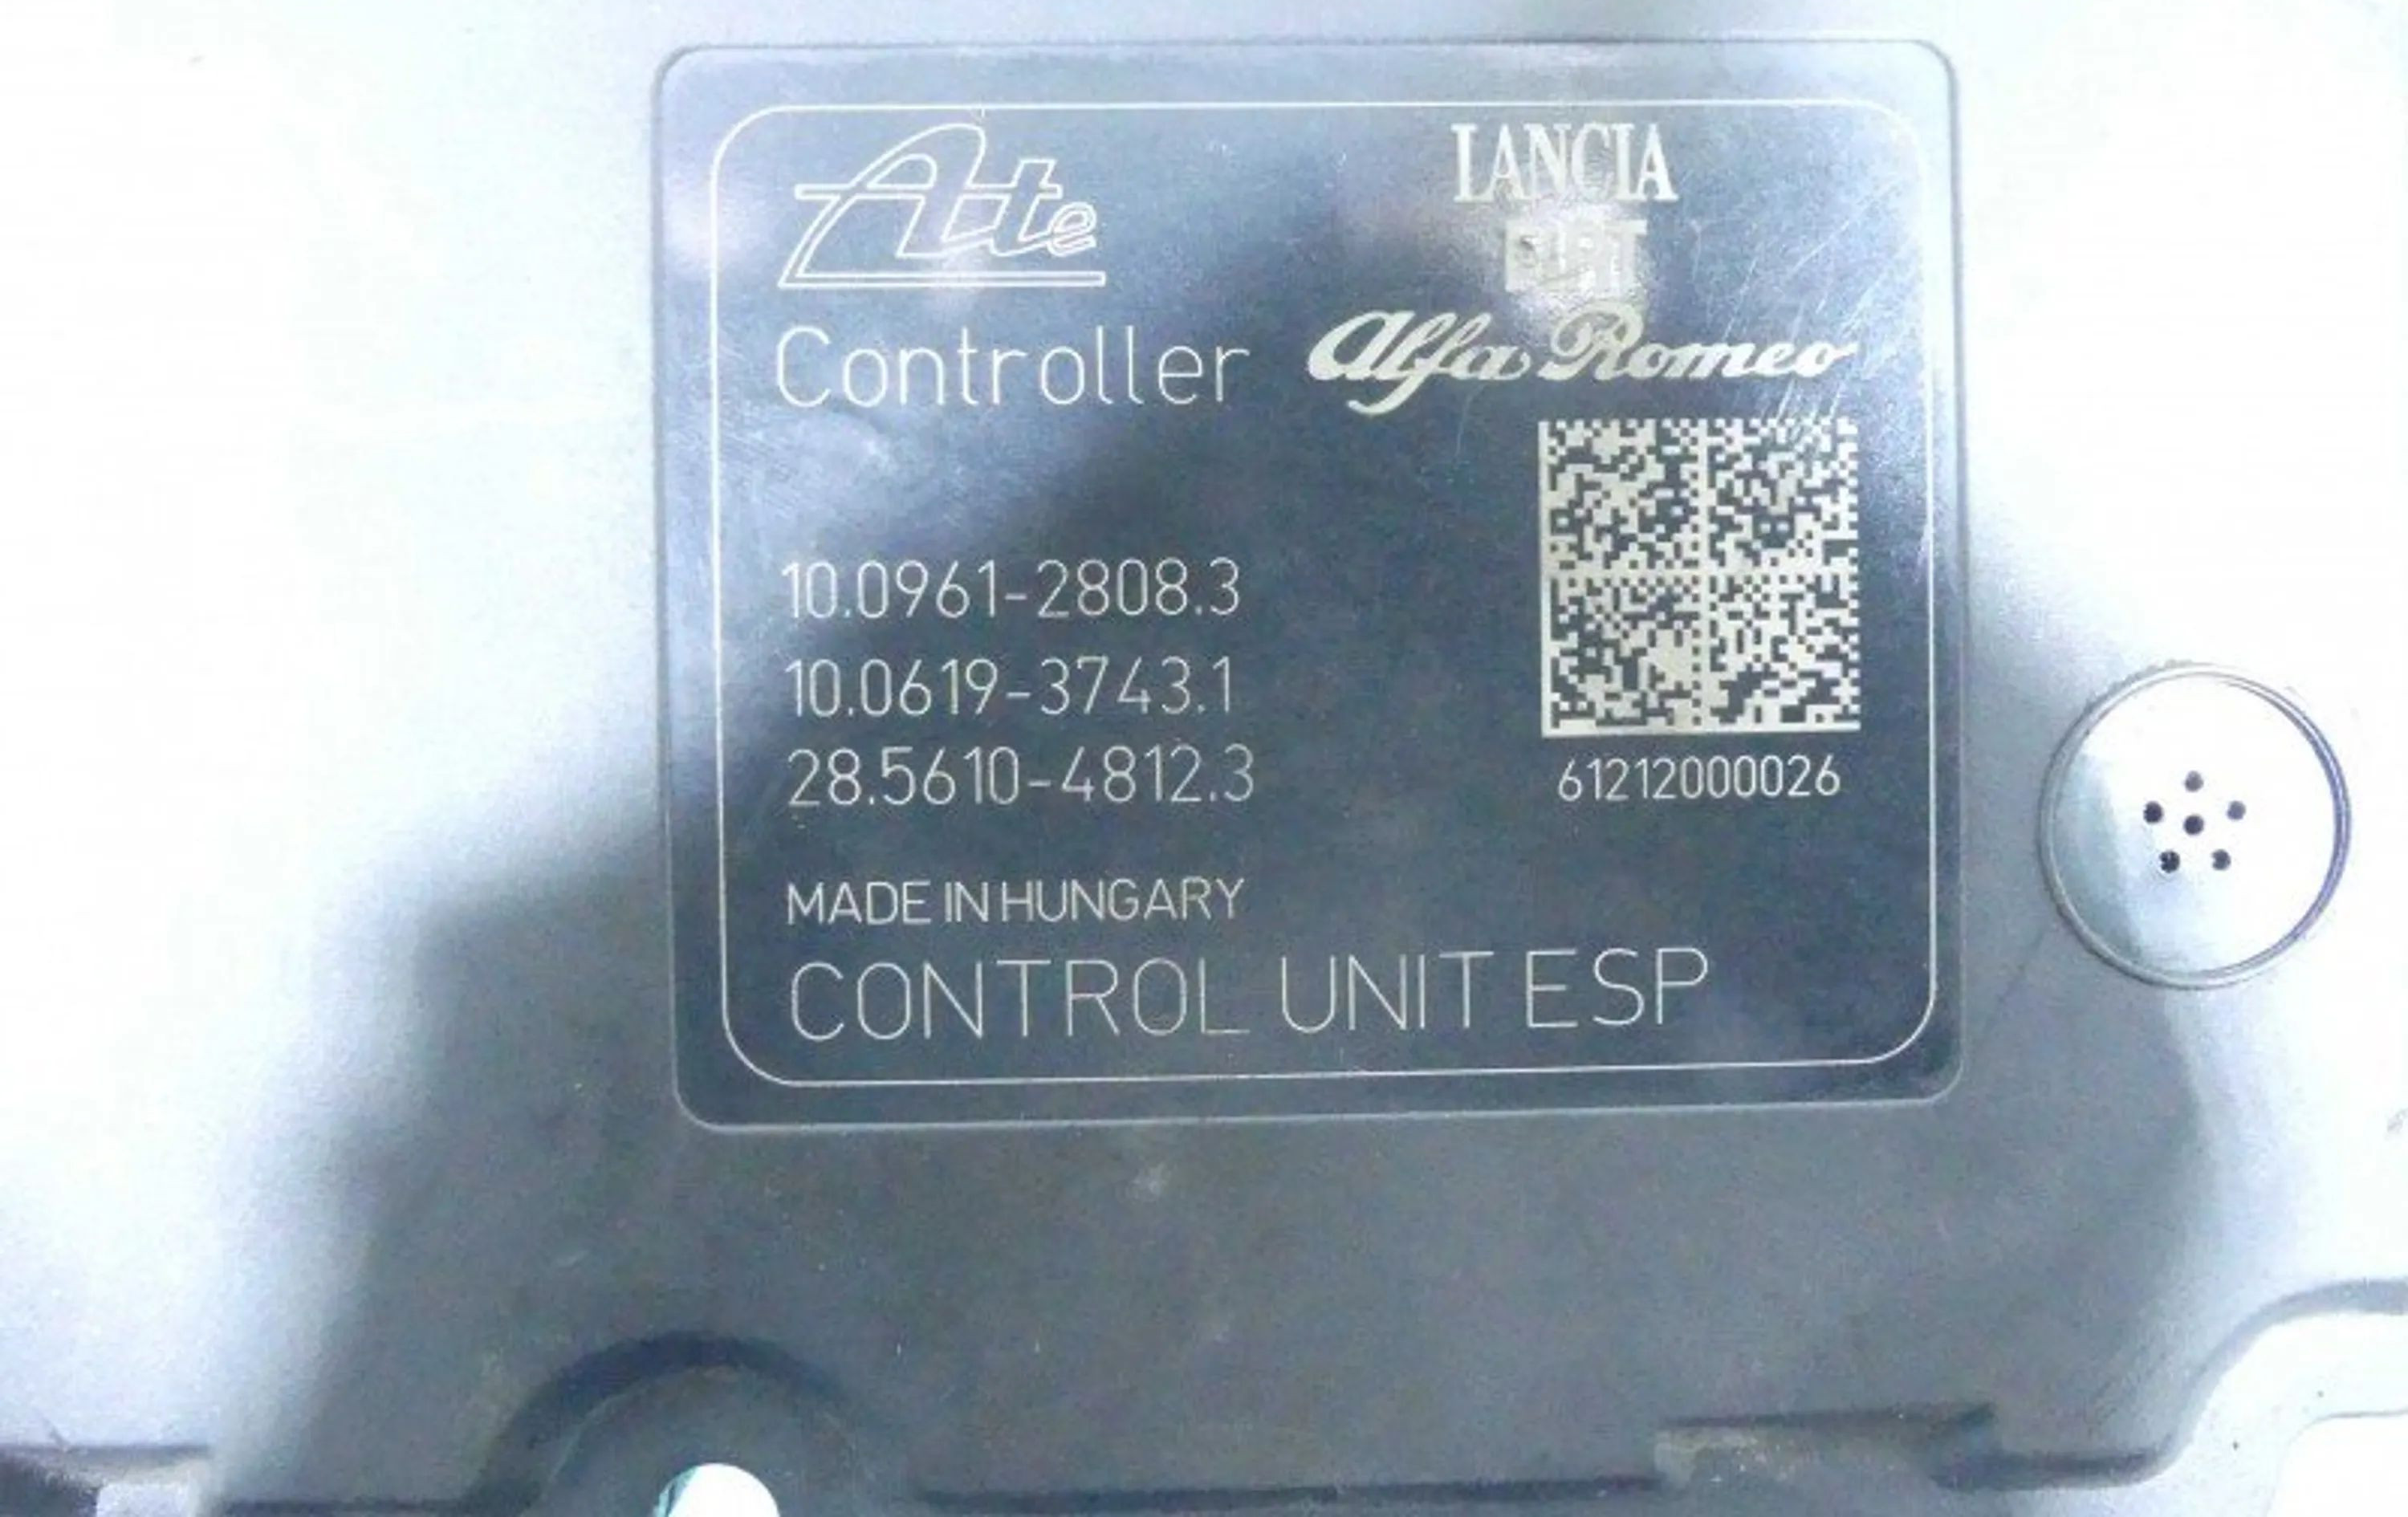 Ate
LANCIA
FIAT
Controller
Alfa Romeo
10.0961-2808.3
10.0619-3743.1
28.5610-4812.3
61212000026
MADE IN HUNGARY
CONTROL UNIT ESP